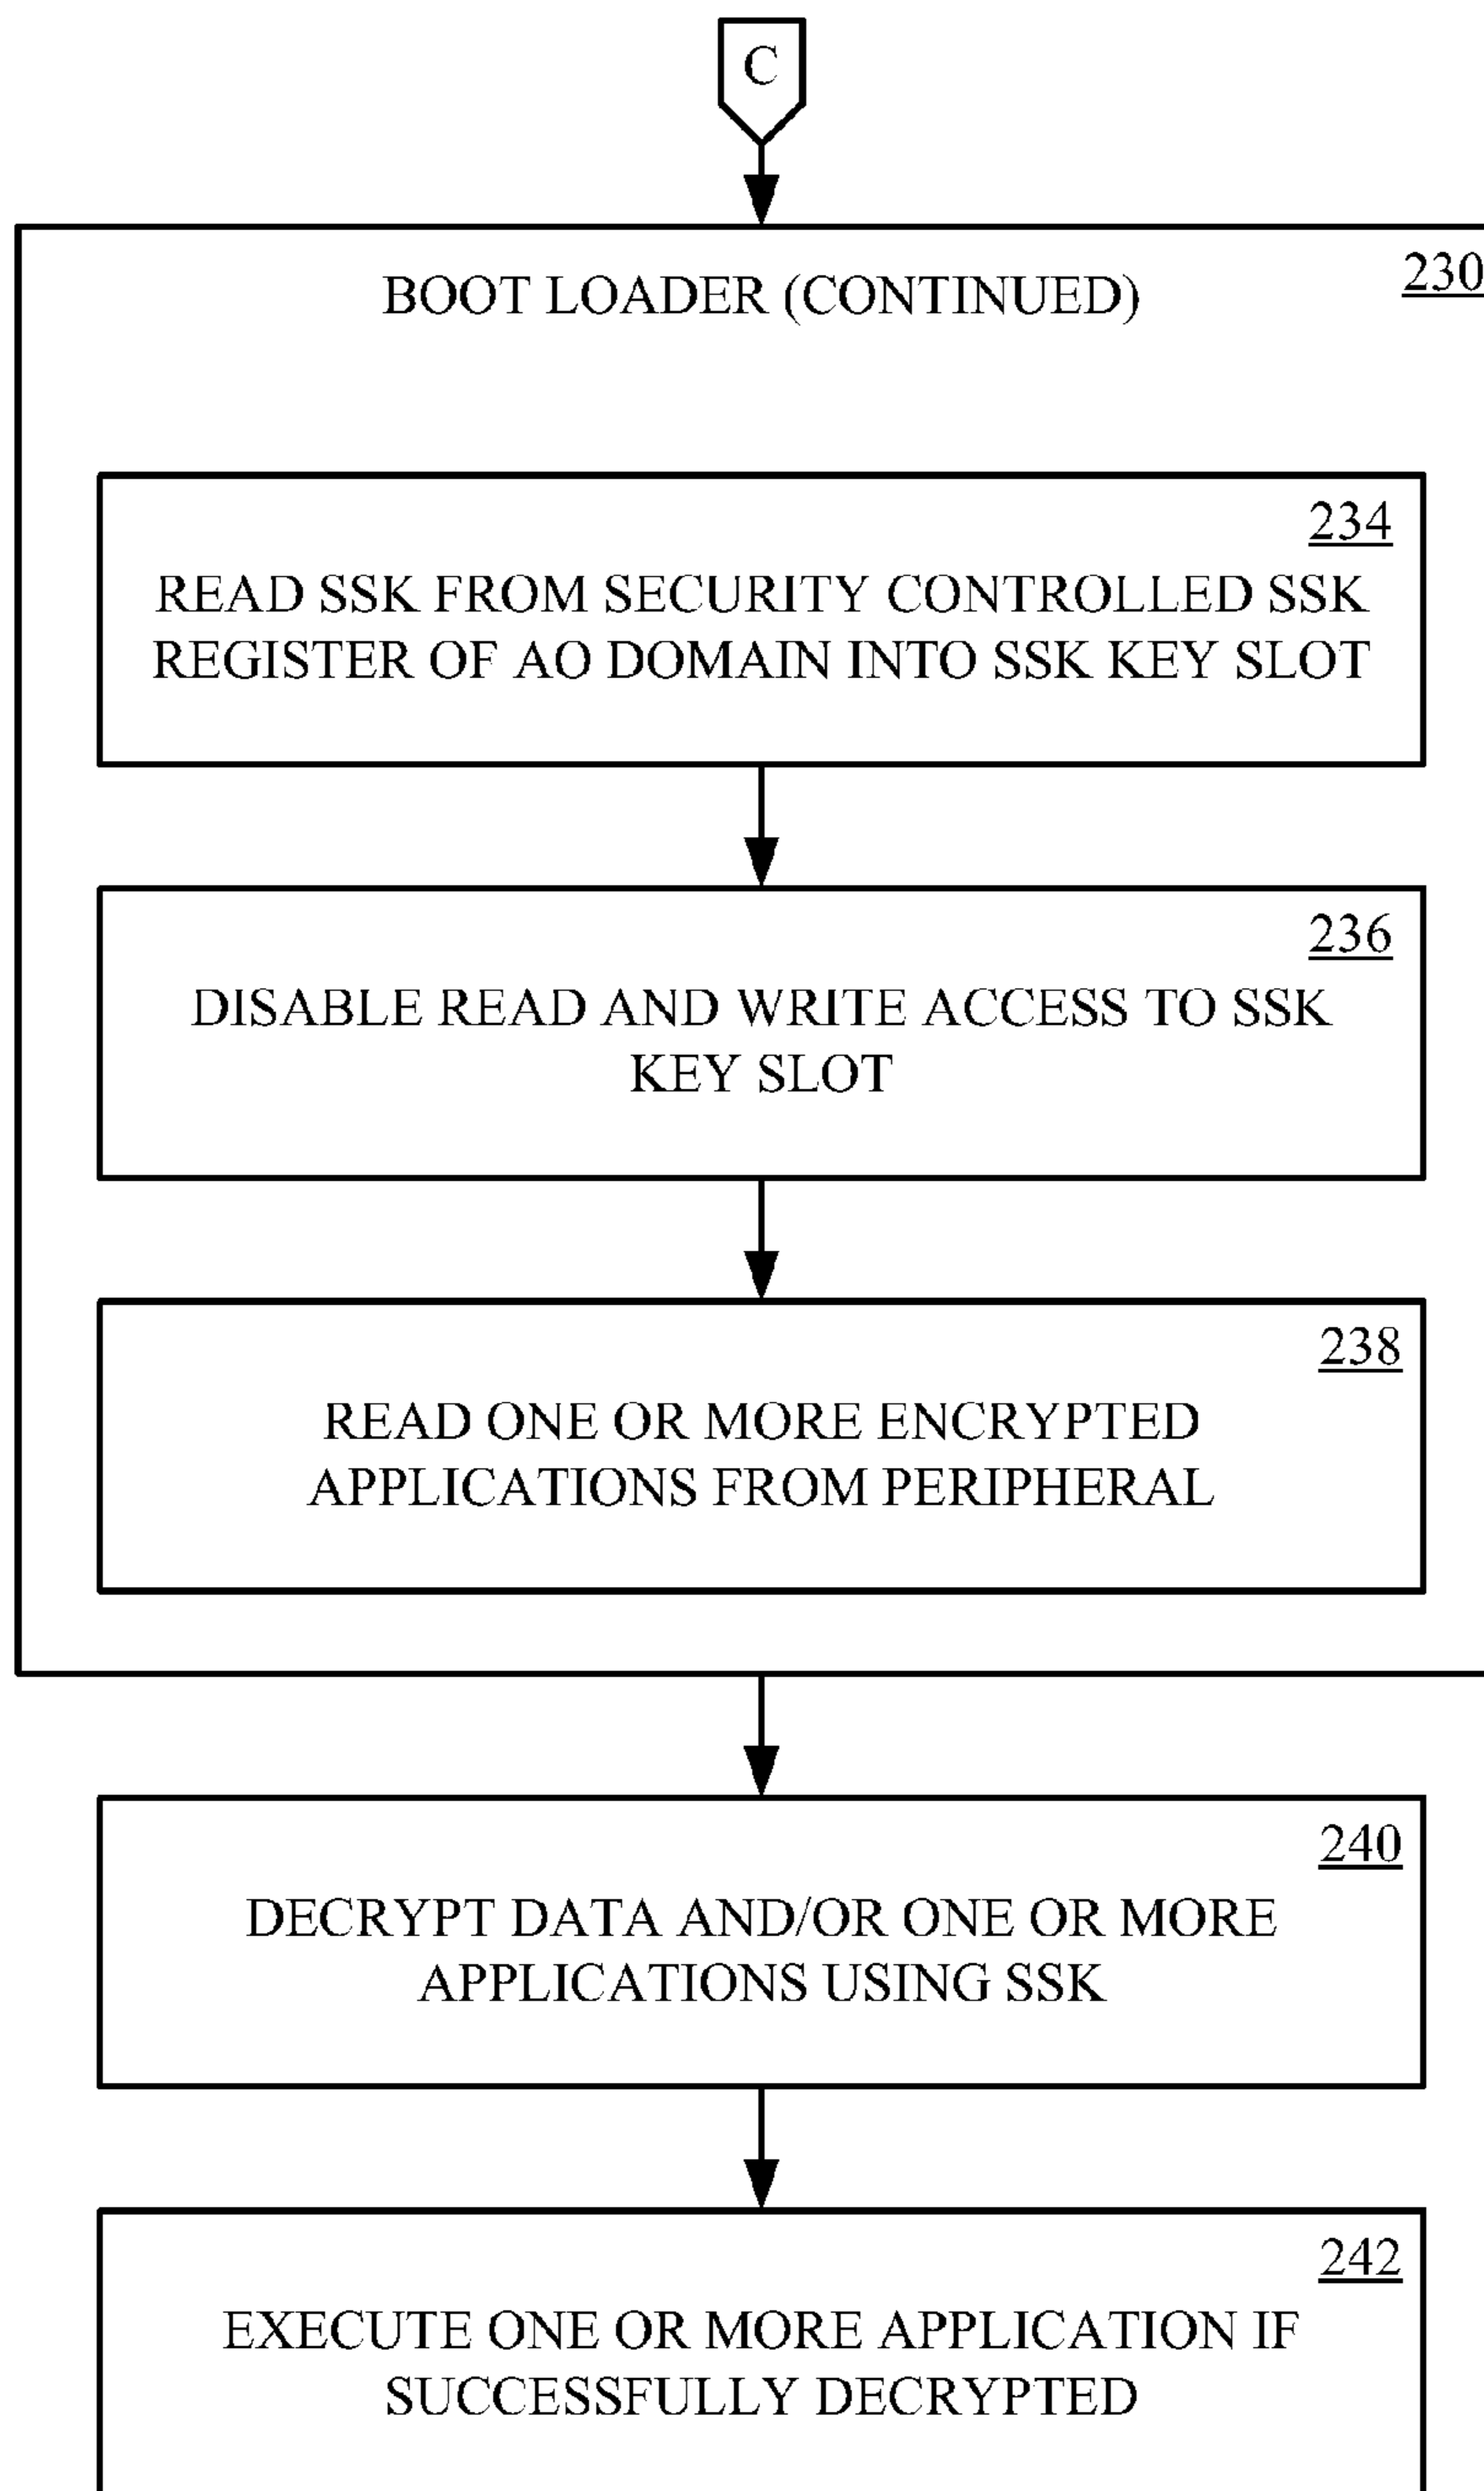 C
230
BOOT LOADER (CONTINUED)
234
READ SSK FROM SECURITY CONTROLLED SSK
REGISTER OF AO DOMAIN INTO SSK KEY SLOT
236
DISABLE READ AND WRITE ACCESS TO SSK
KEY SLOT
238
READ ONE OR MORE ENCRYPTED
APPLICATIONS FROM PERIPHERAL
240
DECRYPT DATA AND/OR ONE OR MORE
APPLICATIONS USING SSK
242
EXECUTE ONE OR MORE APPLICATION IF
SUCCESSFULLY DECRYPTED